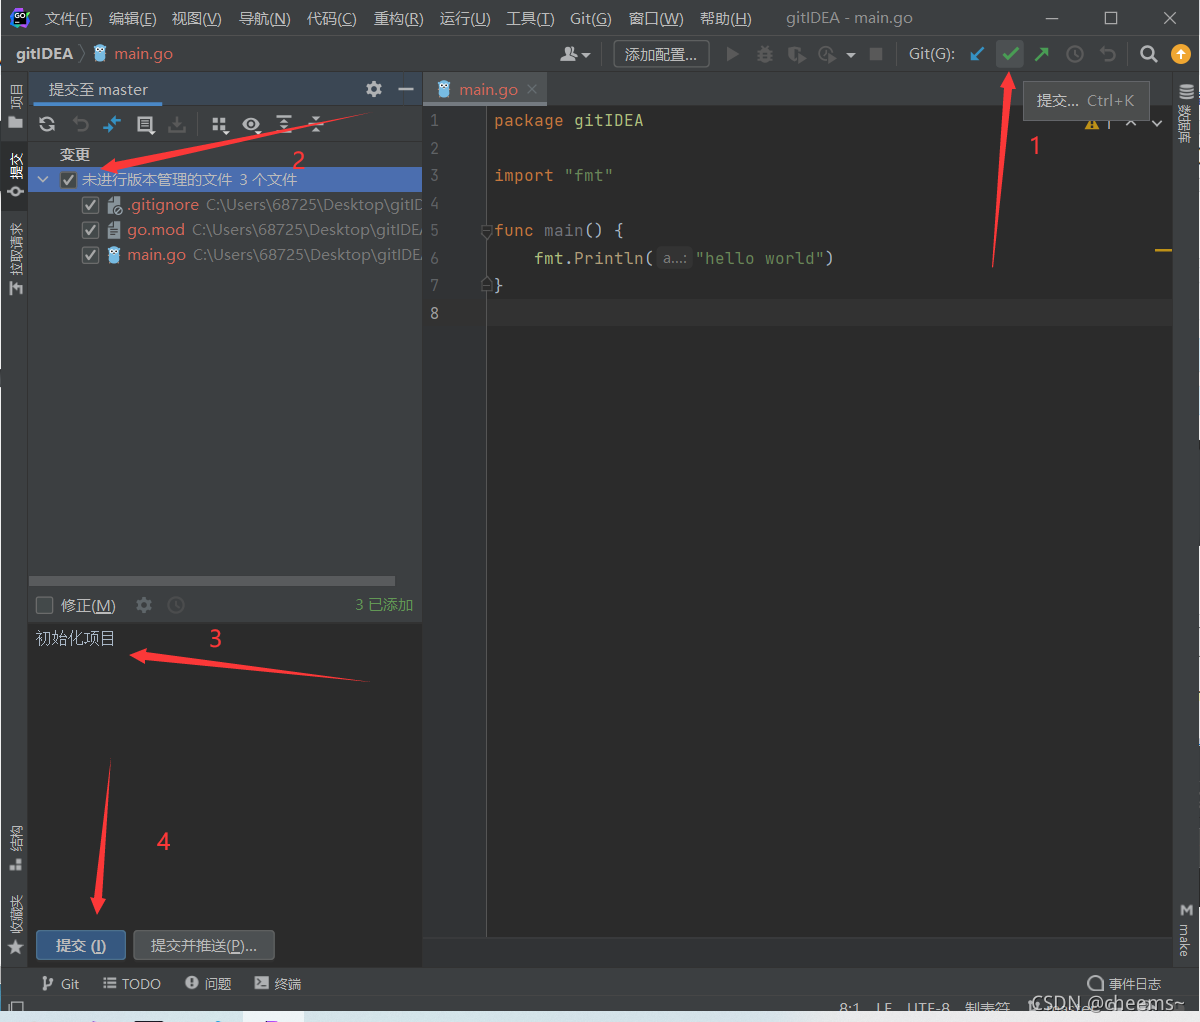 文件(F) 编辑(E) 视图(V) 导航(N) 代码(C) 重构(R) 运行(U) 工具(T) Git(G) 窗口(W) 帮助(H) gitIDEA - main.go
gitIDEA main.go 添加配置... Git(G):
提交至 master
main.go
提交... Ctrl+K
1
项目
提交
拉取请求
结构
收藏夹
变更
2
未进行版本管理的文件 3 个文件
.gitignore C:\Users\68725\Desktop\gitID
go.mod C:\Users\68725\Desktop\gitIDEA
main.go C:\Users\68725\Desktop\gitIDEA
修正(M) 3 已添加
初始化项目
3
4
提交 (I) 提交并推送(P)...
1 package gitIDEA
2
3 import "fmt"
4
5 func main() {
6 fmt.Println( a...: "hello world")
7 }
8
数据库
make
Git TODO 问题 终端 事件日志
8:1 LF UTF-8 制表符 master
CSDN @cheems~